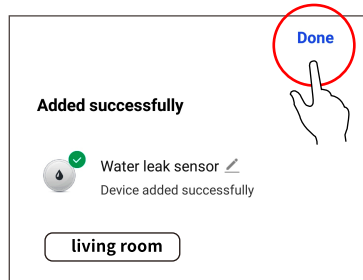 Done
Added successfully
Water leak sensor
Device added successfully
living room